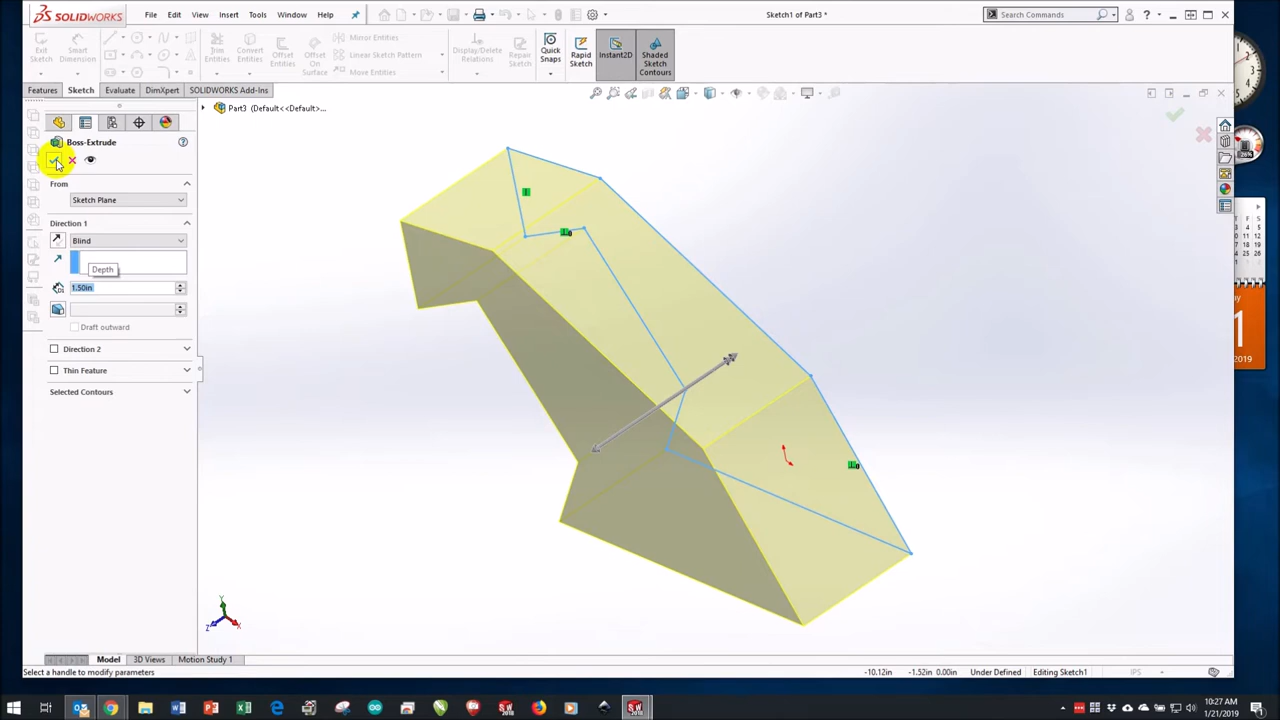 SOLIDWORKS
File Edit View Insert Tools Window Help
Sketch1 of Part3 *
Search Commands
Exit Sketch
Smart Dimension
Trim Entities
Convert Entities
Offset Entities
Offset On Surface
Mirror Entities
Linear Sketch Pattern
Move Entities
Display/Delete Relations
Repair Sketch
Quick Snaps
Rapid Sketch
Instant2D
Shaded Sketch Contours
Features Sketch Evaluate DimXpert SOLIDWORKS Add-Ins
Part3 (Default<<Default>...
Boss-Extrude
From
Sketch Plane
Direction 1
Blind
Depth
1.50in
Draft outward
Direction 2
Thin Feature
Selected Contours
Y
Z
X
26%
2019
Model 3D Views Motion Study 1
Select a handle to modify parameters
-10.12in -1.52in 0.00in Under Defined Editing Sketch1 IPS
10:27 AM
1/21/2019